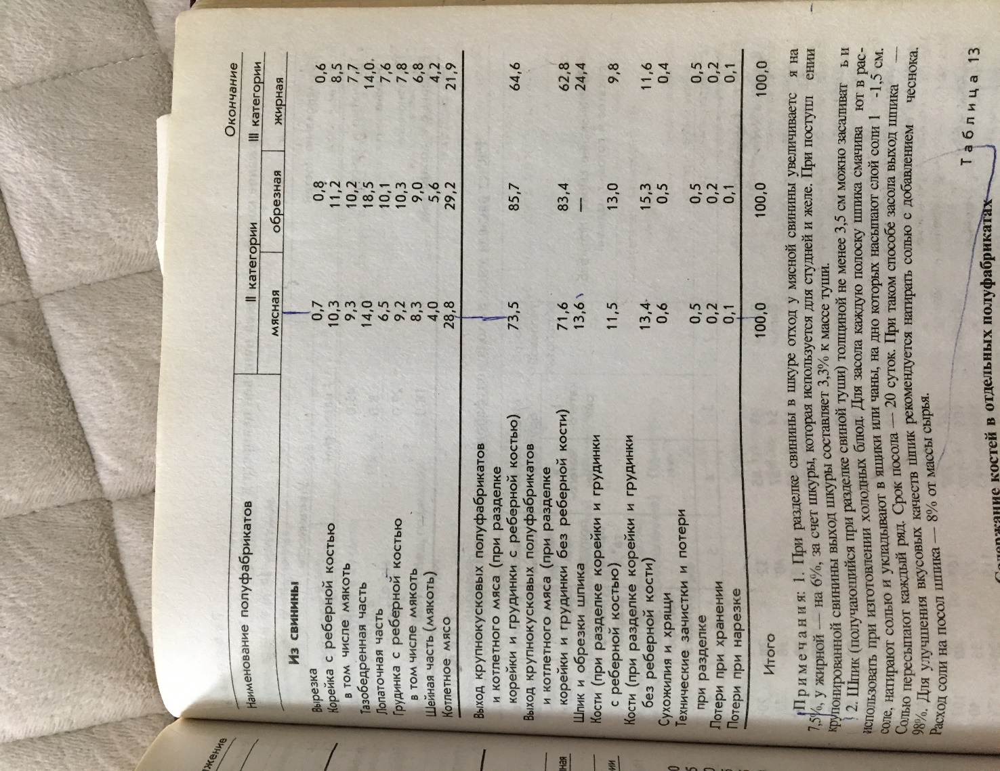 Окончание
Наименование полуфабрикатов II категории III категории
мясная обрезная жирная
Из свинины
Вырезка 0,7 0,8 0,6
Корейка с реберной костью 10,3 11,2 8,5
в том числе мякоть 9,3 10,2 7,7
Тазобедренная часть 14,0 18,5 14,0
Лопаточная часть 6,5 10,1 7,6
Грудинка с реберной костью 9,2 10,3 7,8
в том числе мякоть 8,3 9,0 6,8
Шейная часть (мякоть) 4,0 5,6 4,2
Котлетное мясо 28,8 29,2 21,9
Выход крупнокусковых полуфабрикатов
и котлетного мяса (при разделке
корейки и грудинки с реберной костью) 73,5 85,7 64,6
Выход крупнокусковых полуфабрикатов
и котлетного мяса (при разделке
корейки и грудинки без реберной кости) 71,6 83,4 62,8
Шпик и обрезки шпика 13,6 — 24,4
Кости (при разделке корейки и грудинки
с реберной костью) 11,5 13,0 9,8
Кости (при разделке корейки и грудинки
без реберной кости) 13,4 15,3 11,6
Сухожилия и хрящи 0,6 0,5 0,4
Технические зачистки и потери
при разделке 0,5 0,5 0,5
Потери при хранении 0,2 0,2 0,2
Потери при нарезке 0,1 0,1 0,1
Итого 100,0 100,0 100,0
Примечания: 1. При разделке свинины в шкуре отход у мясной свинины увеличиваетс я на
7,5%, у жирной — на 6%, за счет шкуры, которая используется для студней и желе. При поступл ении
крупонированной свинины выход шкуры составляет 3,3% к массе туши.
2. Шпик (получающийся при разделке свиной туши) толщиной не менее 3,5 см можно засаливат ь и
использовать при изготовлении холодных блюд. Для засола каждую полоску шпика смачива ют в рас-
соле, натирают солью и укладывают в ящики или чаны, на дно которых насыпают слой соли 1 -1,5 см.
Солью пересыпают каждый ряд. Срок посола — 20 суток. При таком способе засола выход шпика —
98%. Для улучшения вкусовых качеств шпик рекомендуется натирать солью с добавлением чеснока.
Расход соли на посол шпика — 8% от массы сырья.
Таблица 13
Содержание костей в отдельных полуфабрикатах